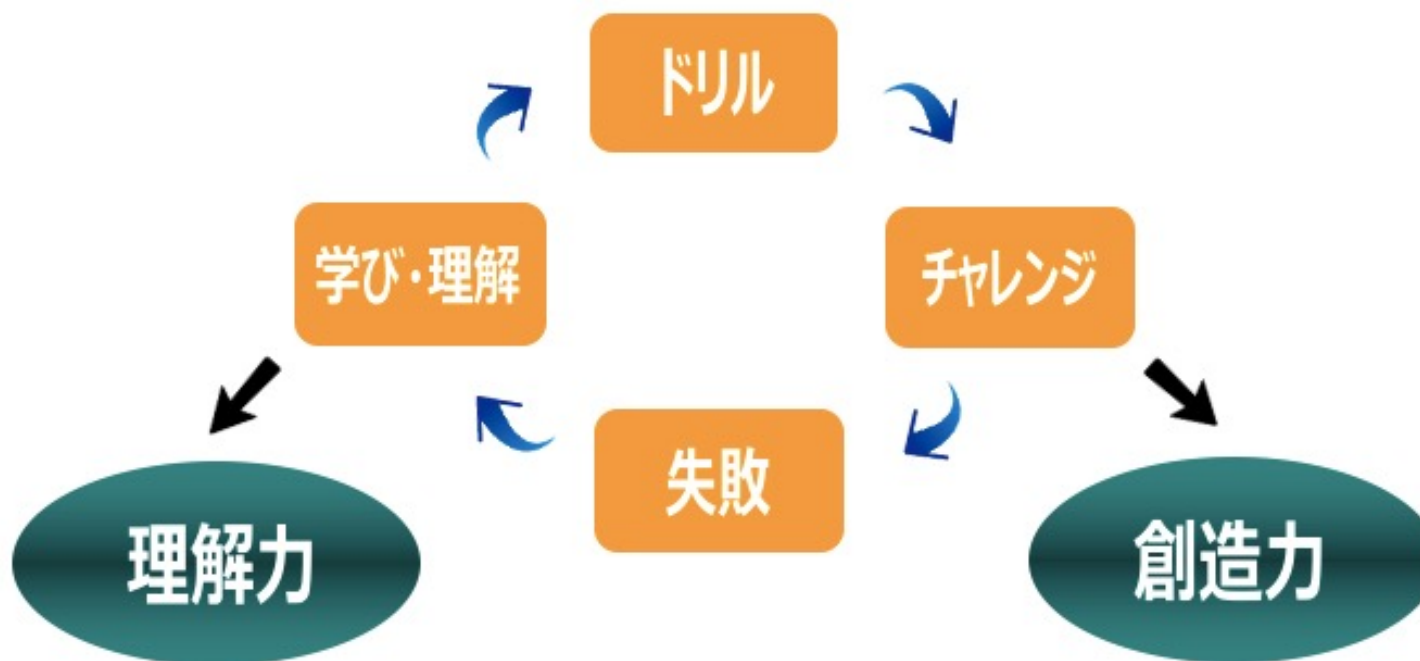 ドリル
学び・理解
チャレンジ
失敗
理解力
創造力